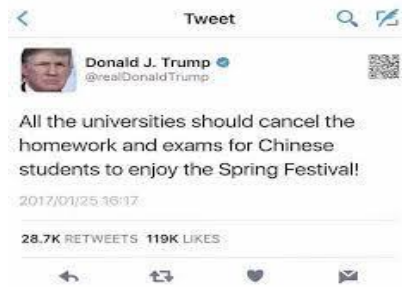 Tweet
Donald J. Trump
@realDonaldTrump
All the universities should cancel the
homework and exams for Chinese
students to enjoy the Spring Festival!
2017/01/25 16:17
28.7K RETWEETS 119K LIKES